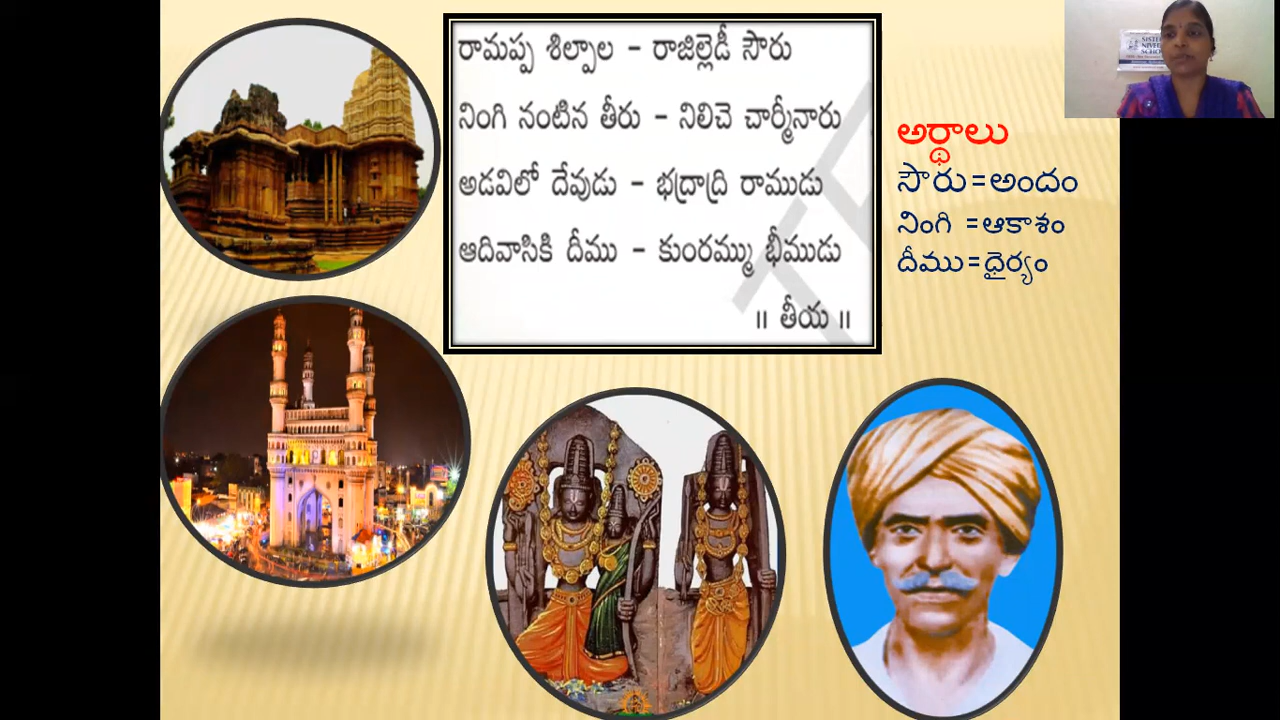 రామప్ప శిల్పాల – రాజిల్లెడీ సౌరు
నింగి నంటిన తీరు – నిలిచె చార్మీనారు
అడవిలో దేవుడు – భద్రాద్రి రాముడు
ఆదివాసికి దీము – కుంరమ్ము భీముడు
॥ తీయ ॥
అర్థాలు
సౌరు=అందం
నింగి =ఆకాశం
దీము=ధైర్యం